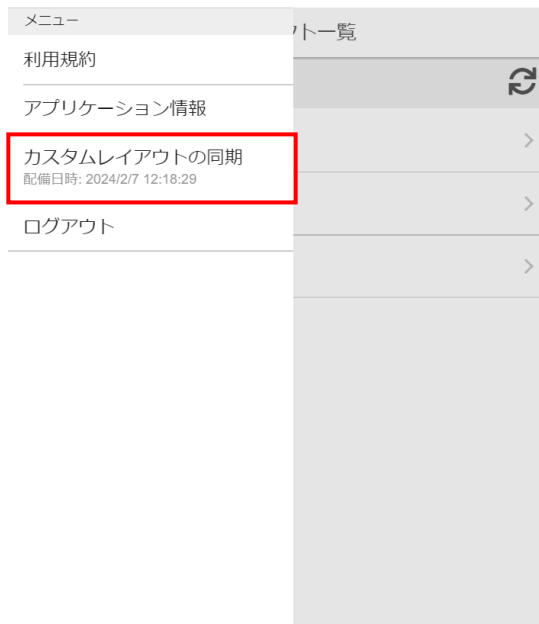 メニュー
クト一覧
利用規約
アプリケーション情報
カスタムレイアウトの同期
配備日時: 2024/2/7 12:18:29
ログアウト